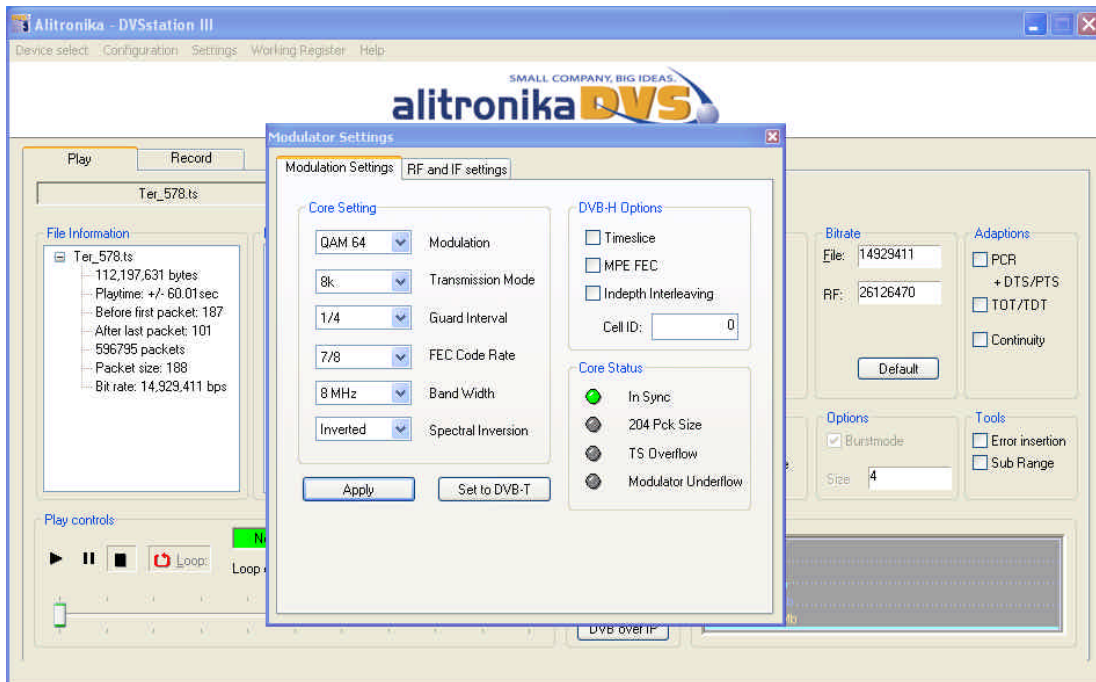 Alitronika - DVSstation III
Device select Configuration Settings Working Register Help
SMALL COMPANY, BIG IDEAS.
alitronika DVS
Play
Record
Ter_578.ts
File Information
Ter_578.ts
112,197,631 bytes
Playtime: +/- 60.01sec
Before first packet: 187
After last packet: 101
596795 packets
Packet size: 188
Bit rate: 14,929,411 bps
Modulator Settings
Modulation Settings
RF and IF settings
Core Setting
QAM 64 Modulation
8k Transmission Mode
1/4 Guard Interval
7/8 FEC Code Rate
8 MHz Band Width
Inverted Spectral Inversion
Apply
Set to DVB-T
DVB-H Options
Timeslice
MPE FEC
Indepth Interleaving
Cell ID: 0
Core Status
In Sync
204 Pck Size
TS Overflow
Modulator Underflow
Bitrate
File: 14929411
RF: 26126470
Default
Adaptions
PCR
+ DTS/PTS
TOT/TDT
Continuity
Options
Burstmode
Size 4
Tools
Error insertion
Sub Range
Play controls
Loop:
Loop
DVB over IP